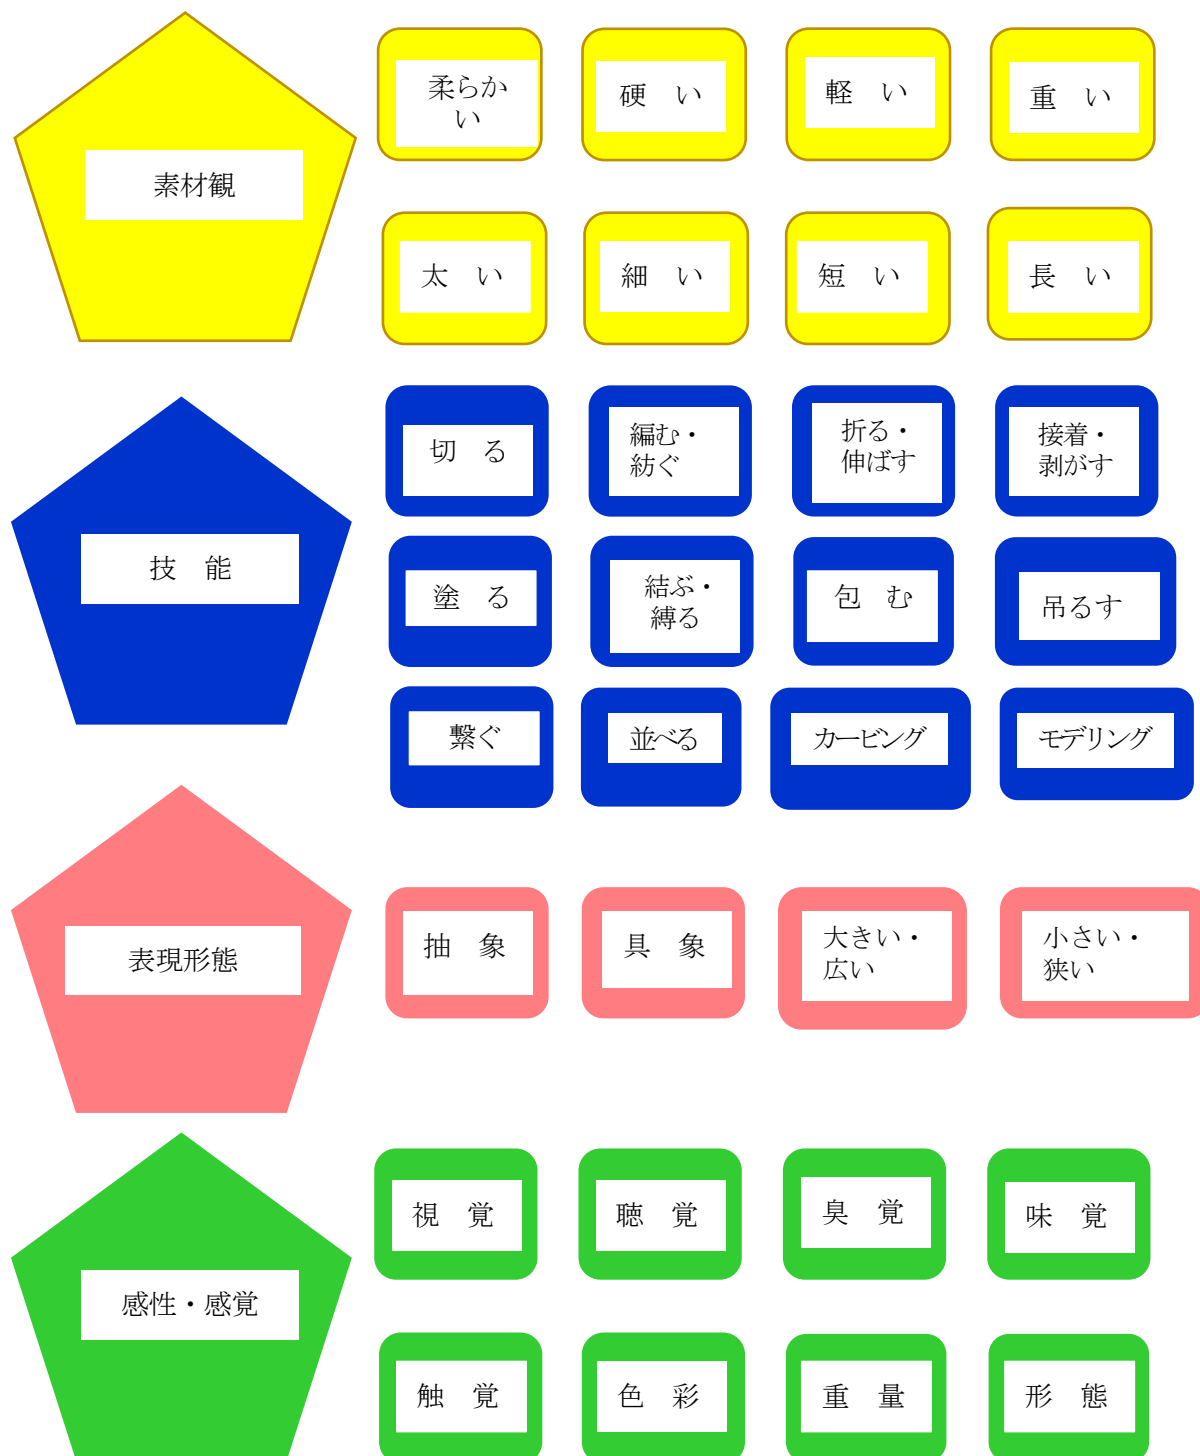 素材観
柔らか
い
硬　い
軽　い
重　い
太　い
細　い
短　い
長　い
技　能
切　る
編む・
紡ぐ
折る・
伸ばす
接着・
剥がす
塗　る
結ぶ・
縛る
包　む
吊るす
繋ぐ
並べる
カービング
モデリング
表現形態
抽　象
具　象
大きい・
広い
小さい・
狭い
感性・感覚
視　覚
聴　覚
臭　覚
味　覚
触　覚
色　彩
重　量
形　態